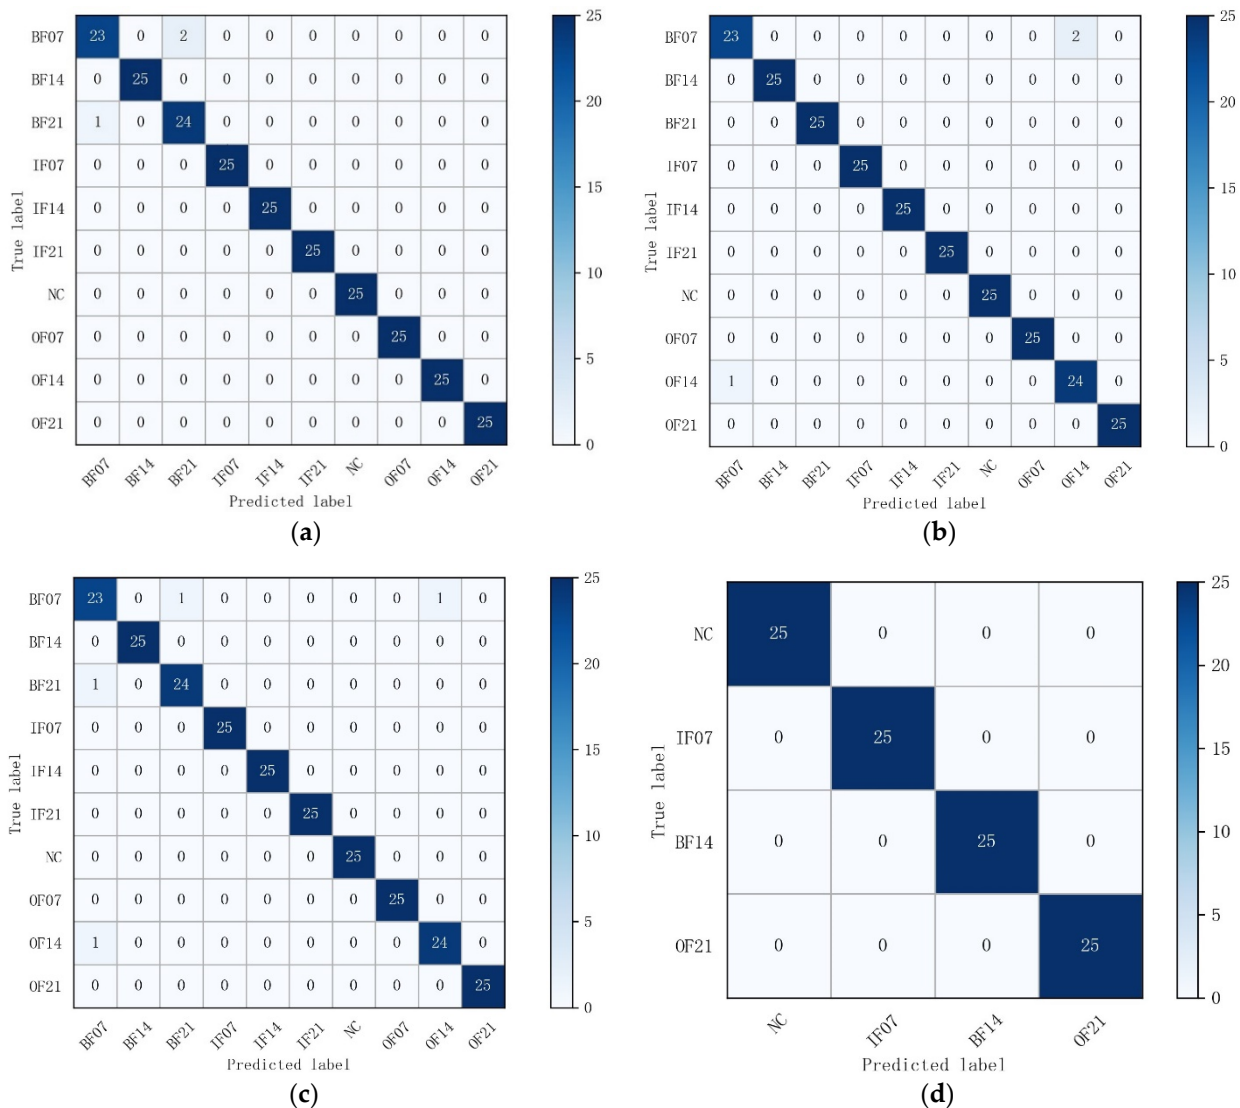 BF07 23 0 2 0 0 0 0 0 0 0
BF14 0 25 0 0 0 0 0 0 0 0
BF21 1 0 24 0 0 0 0 0 0 0
IF07 0 0 0 25 0 0 0 0 0 0
IF14 0 0 0 0 25 0 0 0 0 0
IF21 0 0 0 0 0 25 0 0 0 0
NC 0 0 0 0 0 0 25 0 0 0
OF07 0 0 0 0 0 0 0 25 0 0
OF14 0 0 0 0 0 0 0 0 25 0
OF21 0 0 0 0 0 0 0 0 0 25
True label
BF07 BF14 BF21 IF07 IF14 IF21 NC OF07 OF14 OF21
Predicted label
25
20
15
10
5
0
(a)
BF07 23 0 0 0 0 0 0 0 2 0
BF14 0 25 0 0 0 0 0 0 0 0
BF21 0 0 25 0 0 0 0 0 0 0
IF07 0 0 0 25 0 0 0 0 0 0
IF14 0 0 0 0 25 0 0 0 0 0
IF21 0 0 0 0 0 25 0 0 0 0
NC 0 0 0 0 0 0 25 0 0 0
OF07 0 0 0 0 0 0 0 25 0 0
OF14 1 0 0 0 0 0 0 0 24 0
OF21 0 0 0 0 0 0 0 0 0 25
True label
BF07 BF14 BF21 IF07 IF14 IF21 NC OF07 OF14 OF21
Predicted label
25
20
15
10
5
0
(b)
BF07 23 0 1 0 0 0 0 0 1 0
BF14 0 25 0 0 0 0 0 0 0 0
BF21 1 0 24 0 0 0 0 0 0 0
IF07 0 0 0 25 0 0 0 0 0 0
IF14 0 0 0 0 25 0 0 0 0 0
IF21 0 0 0 0 0 25 0 0 0 0
NC 0 0 0 0 0 0 25 0 0 0
OF07 0 0 0 0 0 0 0 25 0 0
OF14 1 0 0 0 0 0 0 0 24 0
OF21 0 0 0 0 0 0 0 0 0 25
True label
BF07 BF14 BF21 IF07 IF14 IF21 NC OF07 OF14 OF21
Predicted label
25
20
15
10
5
0
(c)
NC 25 0 0 0
IF07 0 25 0 0
BF14 0 0 25 0
OF21 0 0 0 25
True label
NC IF07 BF14 OF21
Predicted label
25
20
15
10
5
0
(d)